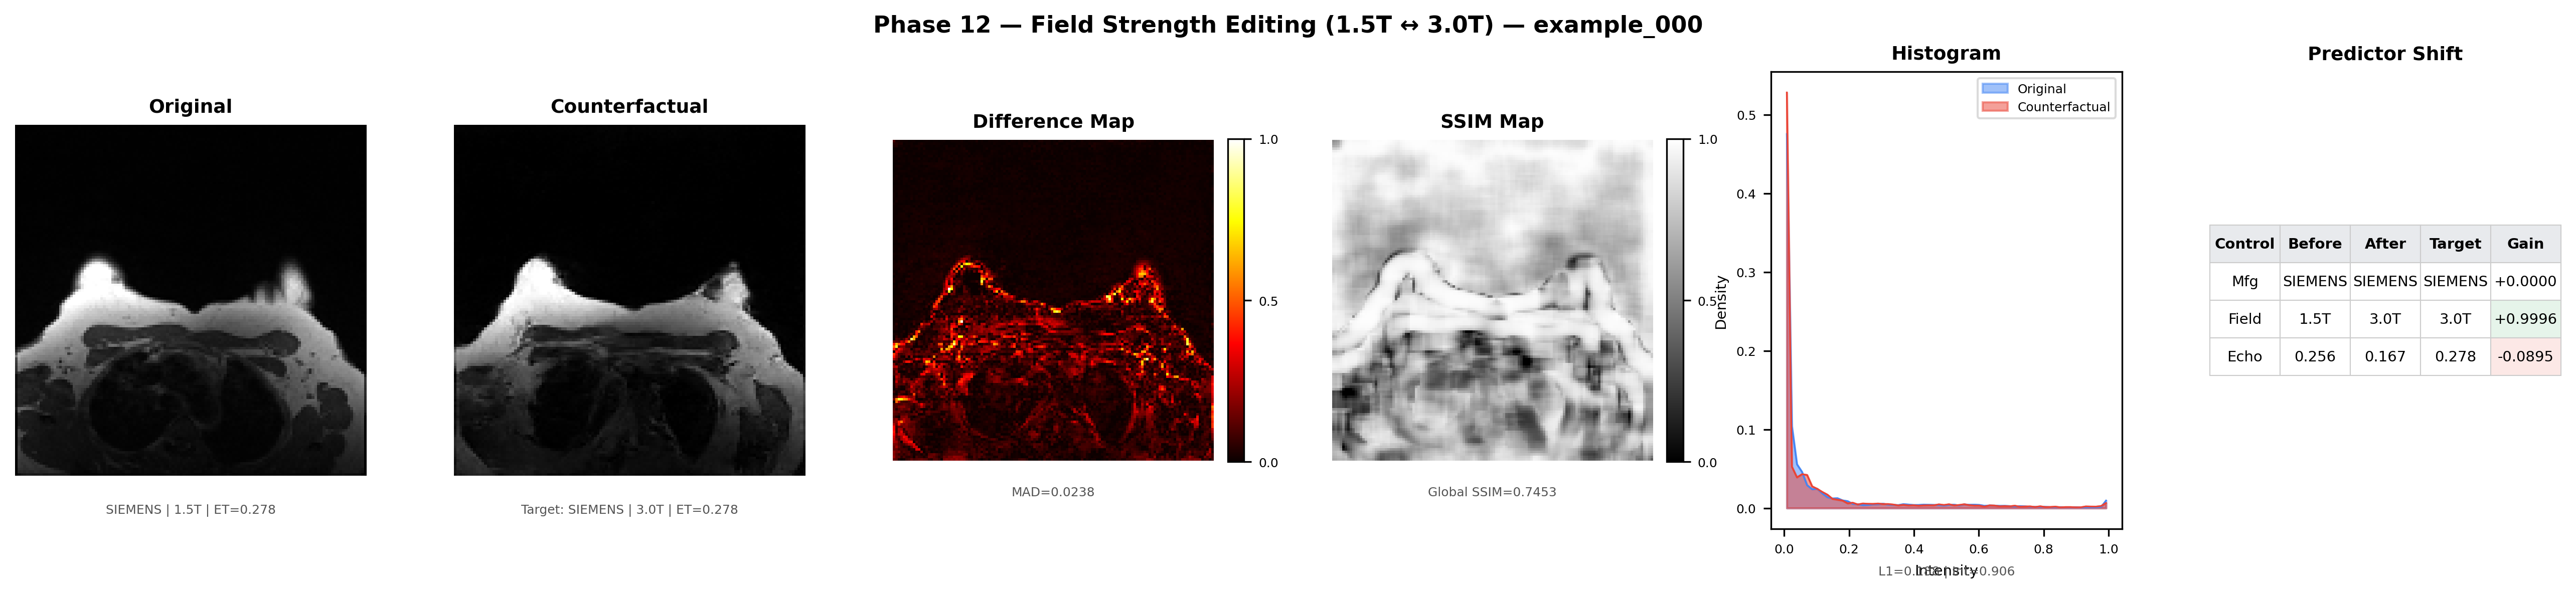 Phase 12 — Field Strength Editing (1.5T ↔ 3.0T) — example_000
Original
SIEMENS | 1.5T | ET=0.278
Counterfactual
Target: SIEMENS | 3.0T | ET=0.278
Difference Map
1.0
0.5
0.0
MAD=0.0238
SSIM Map
1.0
0.5
0.0
Global SSIM=0.7453
Histogram
Original
Counterfactual
Density
0.5
0.4
0.3
0.2
0.1
0.0
0.0 0.2 0.4 0.6 0.8 1.0
Intensity
Predictor Shift
Control Before After Target Gain
Mfg SIEMENS SIEMENS SIEMENS +0.0000
Field 1.5T 3.0T 3.0T +0.9996
Echo 0.256 0.167 0.278 -0.0895